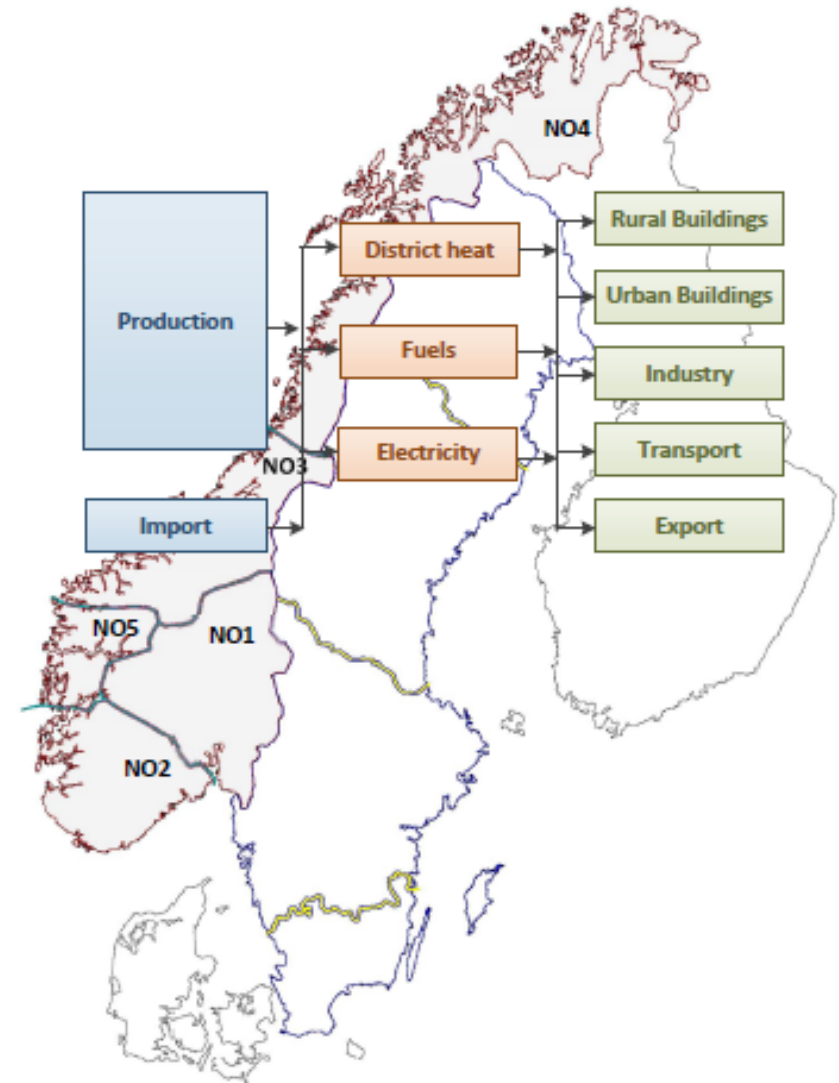 NO4
Production
Import
District heat
Fuels
Electricity
Rural Buildings
Urban Buildings
Industry
Transport
Export
NO3
NO5
NO1
NO2